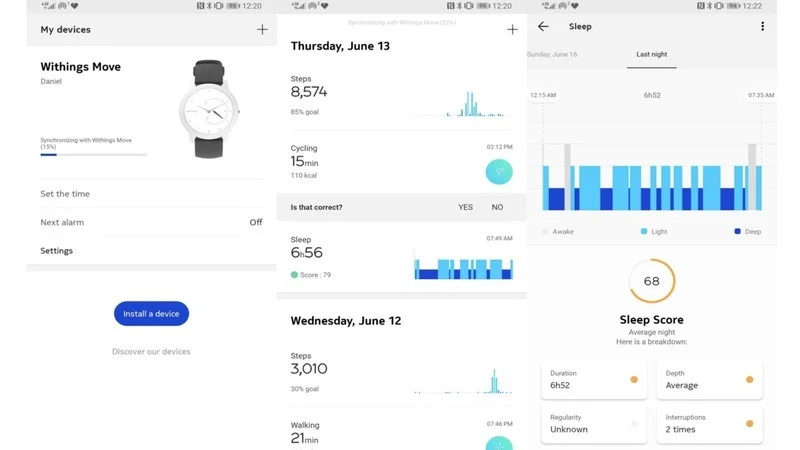 12:20
My devices
+
Withings Move
Daniel
Synchronizing with Withings Move
(15%)
Set the time
Next alarm
Off
Settings
Install a device
Discover our devices
12:20
Synchronizing with Withings Move (22%)
+
Thursday, June 13
Steps
8,574
85% goal
Cycling
02:12 PM
15min
110 kcal
Is that correct?
YES
NO
Sleep
07:49 AM
6h56
Score : 79
Wednesday, June 12
Steps
3,010
30% goal
Walking
07:46 PM
21min
12:22
Sleep
Sunday, June 16
Last night
12:15 AM
6h52
07:35 AM
Awake
Light
Deep
68
Sleep Score
Average night
Here is a breakdown:
Duration
6h52
Depth
Average
Regularity
Unknown
Interruptions
2 times